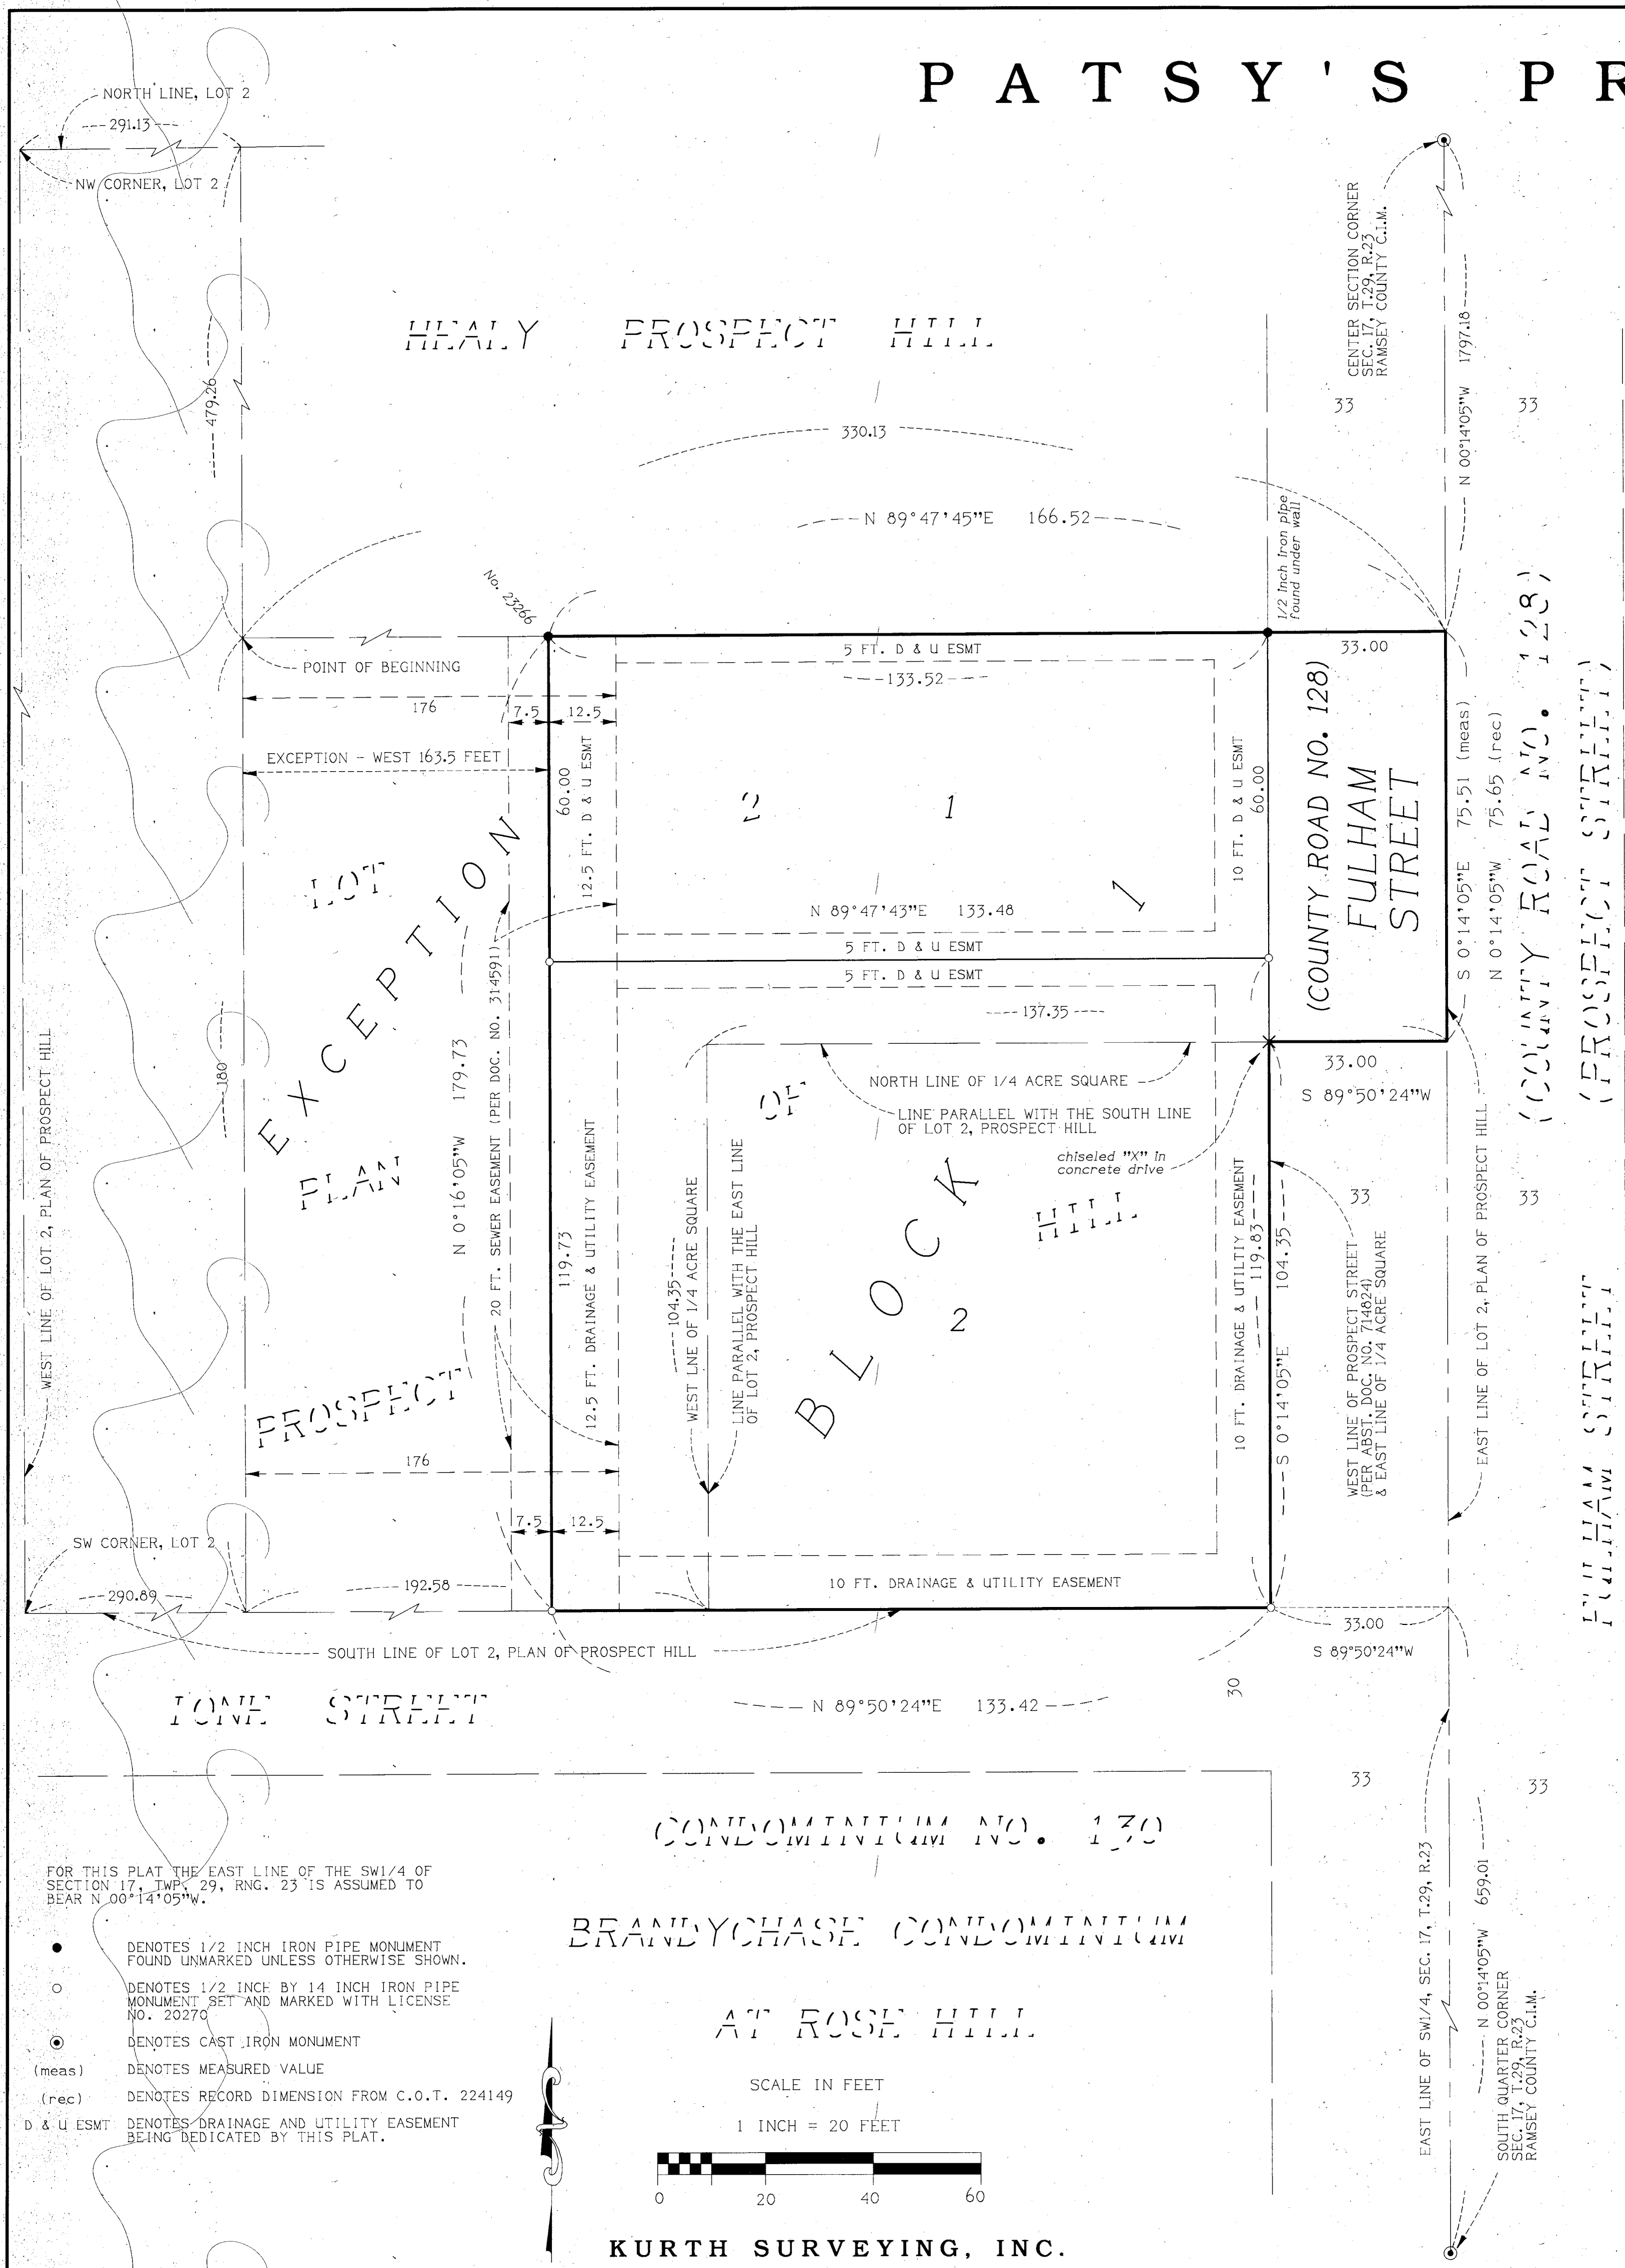 PATSY'S PR
NORTH LINE, LOT 2
291.13
NW CORNER, LOT 2
CENTER SECTION CORNER
SEC. 17, T.29, R.23
RAMSEY COUNTY C.I.M.
HEALY PROSPECT HILL
479.26
33
33
N 00°14'05"W 1797.18
330.13
N 89°47'45"E 166.52
No. 23266
1/2 inch iron pipe
found under wall
POINT OF BEGINNING
5 FT. D & U ESMT
133.52
33.00
176
7.5
12.5
EXCEPTION - WEST 163.5 FEET
60.00
12.5 FT. D & U ESMT
2
1
10 FT. D & U ESMT
60.00
(COUNTY ROAD NO. 128)
FULHAM
STREET
S 0°14'05"E 75.51 (meas)
N 0°14'05"W 75.65 (rec)
(COUNTY ROAD NO. 128)
(PROSPECT STREET)
LOT
EXCEPTION
1
N 89°47'43"E 133.48
5 FT. D & U ESMT
5 FT. D & U ESMT
137.35
N 0°16'05"W 179.73
20 FT. SEWER EASEMENT (PER DOC. NO. 314591)
180
WEST LINE OF LOT 2, PLAN OF PROSPECT HILL
NORTH LINE OF 1/4 ACRE SQUARE
33.00
S 89°50'24"W
OF
LINE PARALLEL WITH THE SOUTH LINE
OF LOT 2, PROSPECT HILL
chiseled "X" in
concrete drive
PLAN
HILL
33
33
119.73
12.5 FT. DRAINAGE & UTILITY EASEMENT
104.35
WEST LNE OF 1/4 ACRE SQUARE
LINE PARALLEL WITH THE EAST LINE
OF LOT 2, PROSPECT HILL
BLOCK
2
10 FT. DRAINAGE & UTILTIY EASEMENT
119.83
S 0°14'05"E 104.35
WEST LINE OF PROSPECT STREET
(PER ABST. DOC. NO. 714824)
& EAST LINE OF 1/4 ACRE SQUARE
EAST LINE OF LOT 2, PLAN OF PROSPECT HILL
FULHAM STREET
PROSPECT
176
7.5
12.5
SW CORNER, LOT 2
290.89
192.58
10 FT. DRAINAGE & UTILITY EASEMENT
33.00
S 89°50'24"W
SOUTH LINE OF LOT 2, PLAN OF PROSPECT HILL
IONE STREET
N 89°50'24"E 133.42
30
33
33
CONDOMINIUM NO. 130
BRANDYCHASE CONDOMINIUM
AT ROSE HILL
EAST LINE OF SW1/4, SEC. 17, T.29, R.23
N 00°14'05"W 659.01
SOUTH QUARTER CORNER
SEC. 17, T.29, R.23
RAMSEY COUNTY C.I.M.
FOR THIS PLAT THE EAST LINE OF THE SW1/4 OF
SECTION 17, TWP. 29, RNG. 23 IS ASSUMED TO
BEAR N 00°14'05"W.
DENOTES 1/2 INCH IRON PIPE MONUMENT
FOUND UNMARKED UNLESS OTHERWISE SHOWN.
DENOTES 1/2 INCH BY 14 INCH IRON PIPE
MONUMENT SET AND MARKED WITH LICENSE
NO. 20270
DENOTES CAST IRON MONUMENT
(meas) DENOTES MEASURED VALUE
(rec) DENOTES RECORD DIMENSION FROM C.O.T. 224149
D & U ESMT DENOTES DRAINAGE AND UTILITY EASEMENT
BEING DEDICATED BY THIS PLAT.
SCALE IN FEET
1 INCH = 20 FEET
0 20 40 60
KURTH SURVEYING, INC.